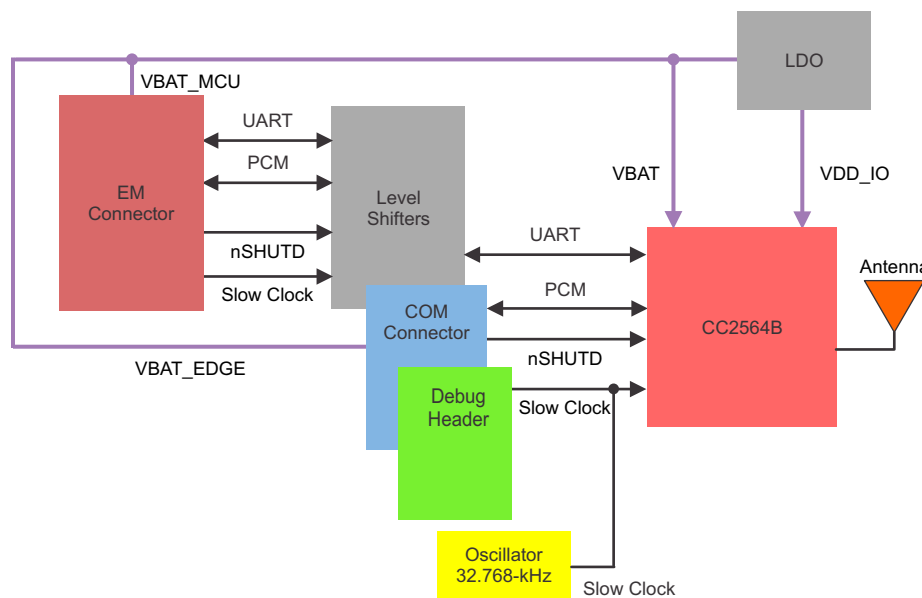 LDO
VBAT_MCU
UART
PCM
EM
Connector
Level
Shifters
nSHUTD
Slow Clock
VBAT
VDD_IO
UART
Antenna
COM
Connector
PCM
CC2564B
nSHUTD
VBAT_EDGE
Debug
Header
Slow Clock
Oscillator
32.768-kHz
Slow Clock